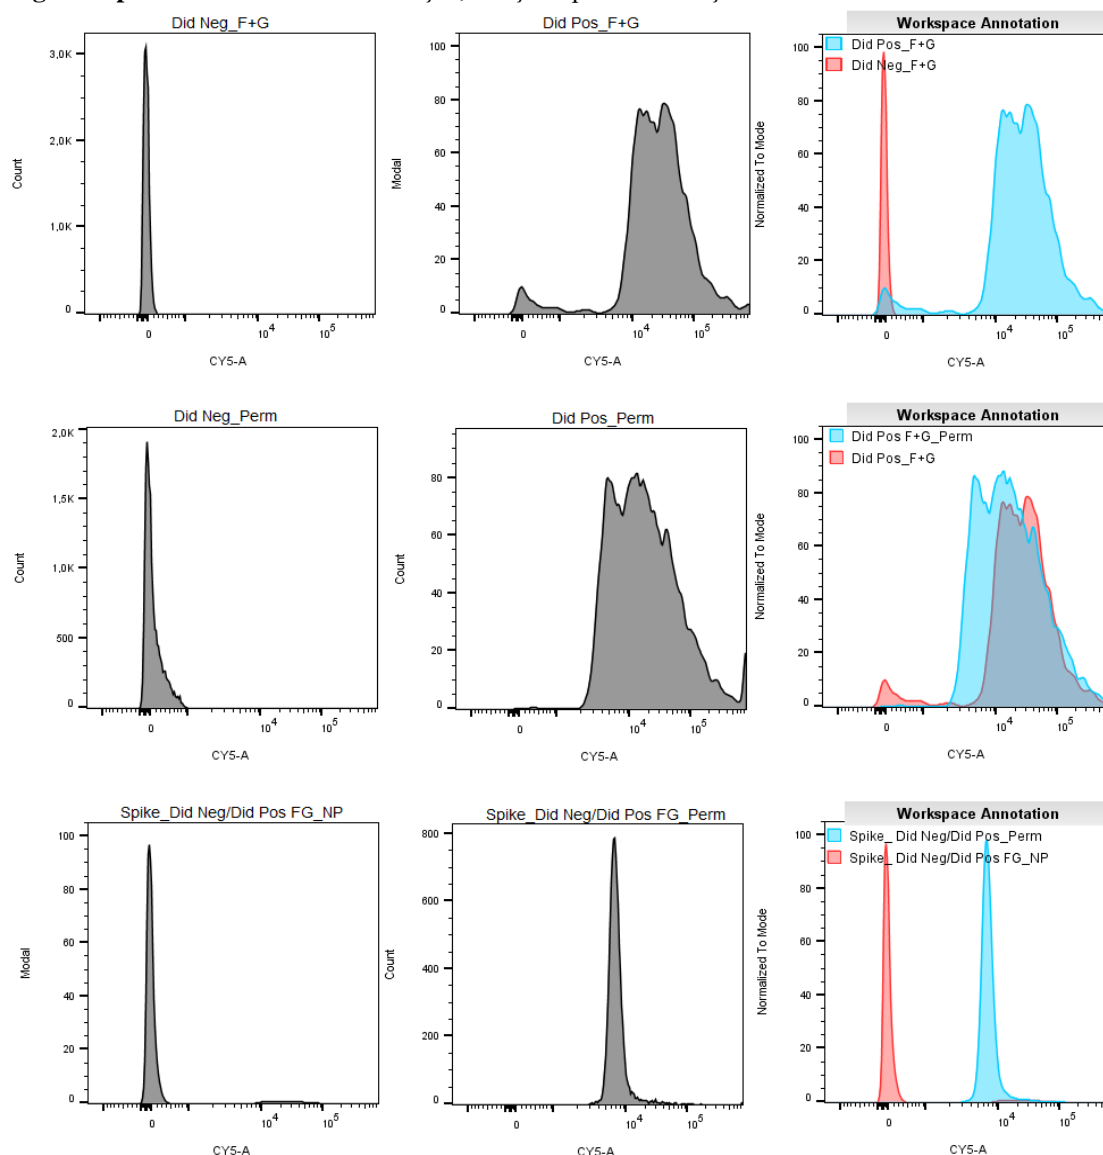 Did Neg_F+G
3,0K
2,0K
1,0K
0
Count
0 10^4 10^5
CY5-A
Did Pos_F+G
100
80
60
40
20
0
Modal
0 10^4 10^5
CY5-A
Workspace Annotation
Did Pos_F+G
Did Neg_F+G
100
80
60
40
20
0
Normalized To Mode
0 10^4 10^5
CY5-A
Did Neg_Perm
2,0K
1,5K
1,0K
500
0
Count
0 10^4 10^5
CY5-A
Did Pos_Perm
80
60
40
20
0
Count
0 10^4 10^5
CY5-A
Workspace Annotation
Did Pos F+G_Perm
Did Pos_F+G
100
80
60
40
20
0
Normalized To Mode
0 10^4 10^5
CY5-A
Spike_Did Neg/Did Pos FG_NP
100
80
60
40
20
0
Modal
0 10^4 10^5
CY5-A
Spike_Did Neg/Did Pos FG_Perm
800
600
400
200
0
Count
0 10^4 10^5
CY5-A
Workspace Annotation
Spike_ Did Neg/Did Pos_Perm
Spike_ Did Neg/Did Pos FG_NP
100
80
60
40
20
0
Normalized To Mode
0 10^4 10^5
CY5-A